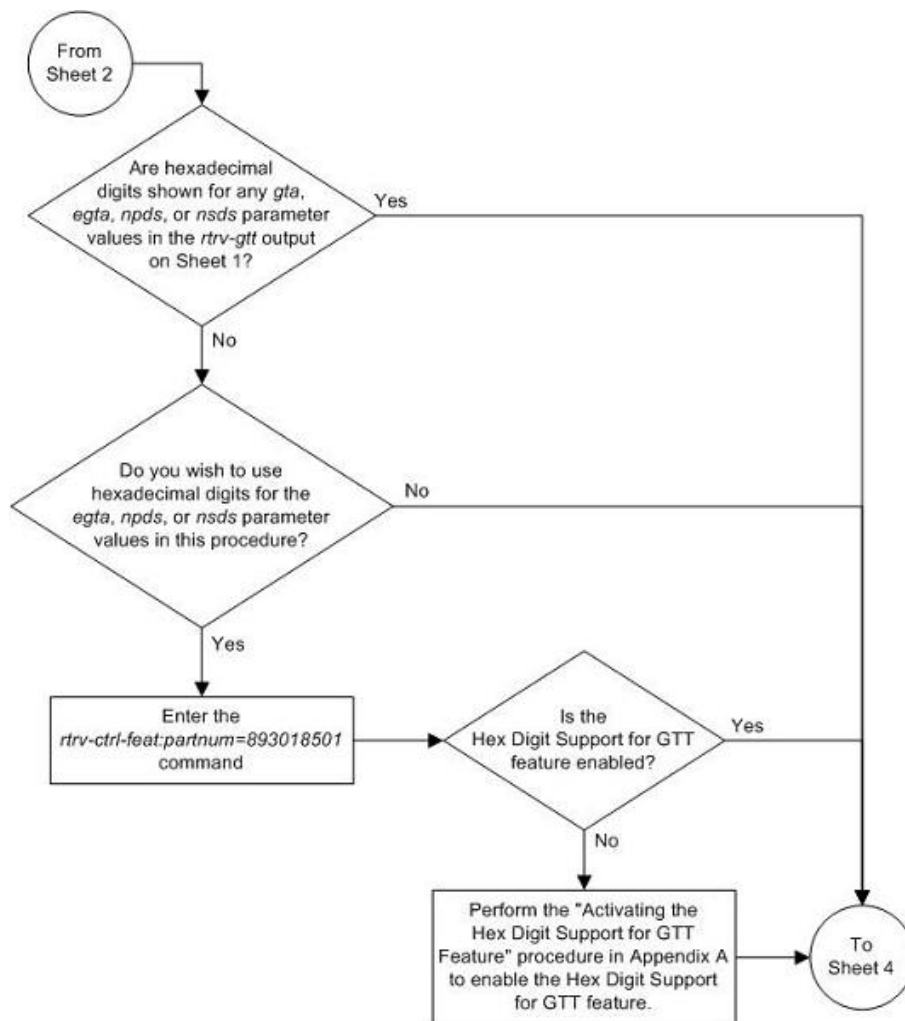 From
Sheet 2
Are hexadecimal
digits shown for any gta,
egta, npds, or nsds parameter
values in the rtrv-gtt output
on Sheet 1?
Yes
No
Do you wish to use
hexadecimal digits for the
egta, npds, or nsds parameter
values in this procedure?
No
Yes
Enter the
rtrv-ctrl-feat:partnum=893018501
command
Is the
Hex Digit Support for GTT
feature enabled?
Yes
No
Perform the "Activating the
Hex Digit Support for GTT
Feature" procedure in Appendix A
to enable the Hex Digit Support
for GTT feature.
To
Sheet 4